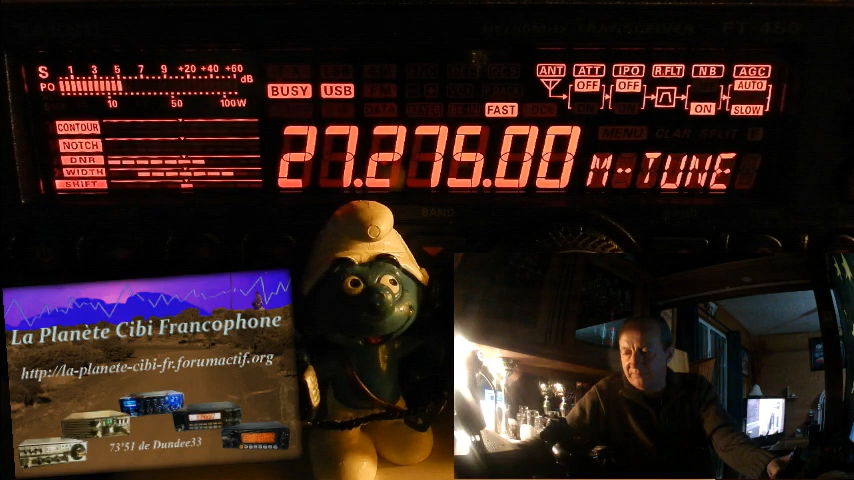 S 1 3 5 7 9 +20 +40 +60 dB
PO 10 50 100W
BUSY USB
FAST
ANT ATT IPO R.FLT NB AGC
OFF OFF AUTO
ON SLOW
CONTOUR
NOTCH
DNR
WIDTH
SHIFT
27.275.00 M-TUNE
MENU CLAR SPLIT
BAND
La Planète Cibi Francophone
http://la-planete-cibi-fr.forumactif.org
73'51 de Dundee33